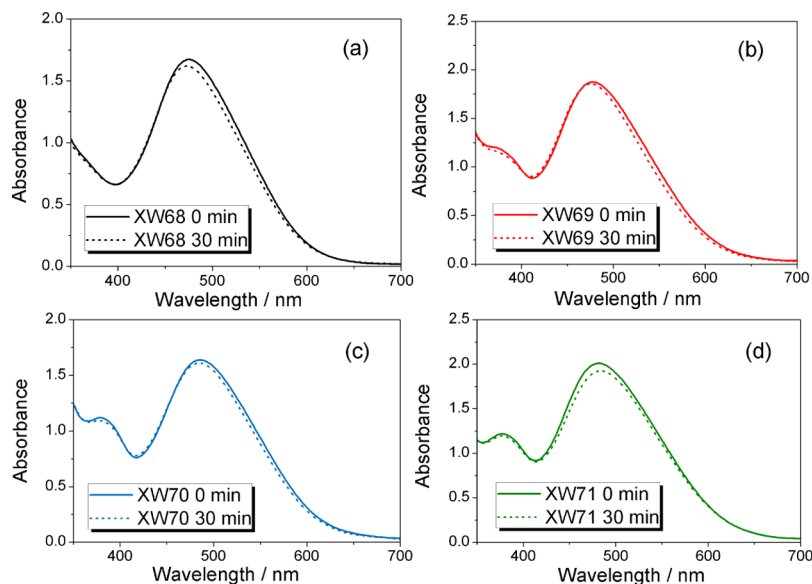 (a)
2.0
1.5
1.0
0.5
0.0
Absorbance
XW68 0 min
XW68 30 min
400 500 600 700
Wavelength / nm
(b)
2.5
2.0
1.5
1.0
0.5
0.0
Absorbance
XW69 0 min
XW69 30 min
400 500 600 700
Wavelength / nm
(c)
2.0
1.5
1.0
0.5
0.0
Absorbance
XW70 0 min
XW70 30 min
400 500 600 700
Wavelength / nm
(d)
2.5
2.0
1.5
1.0
0.5
0.0
Absorbance
XW71 0 min
XW71 30 min
400 500 600 700
Wavelength / nm